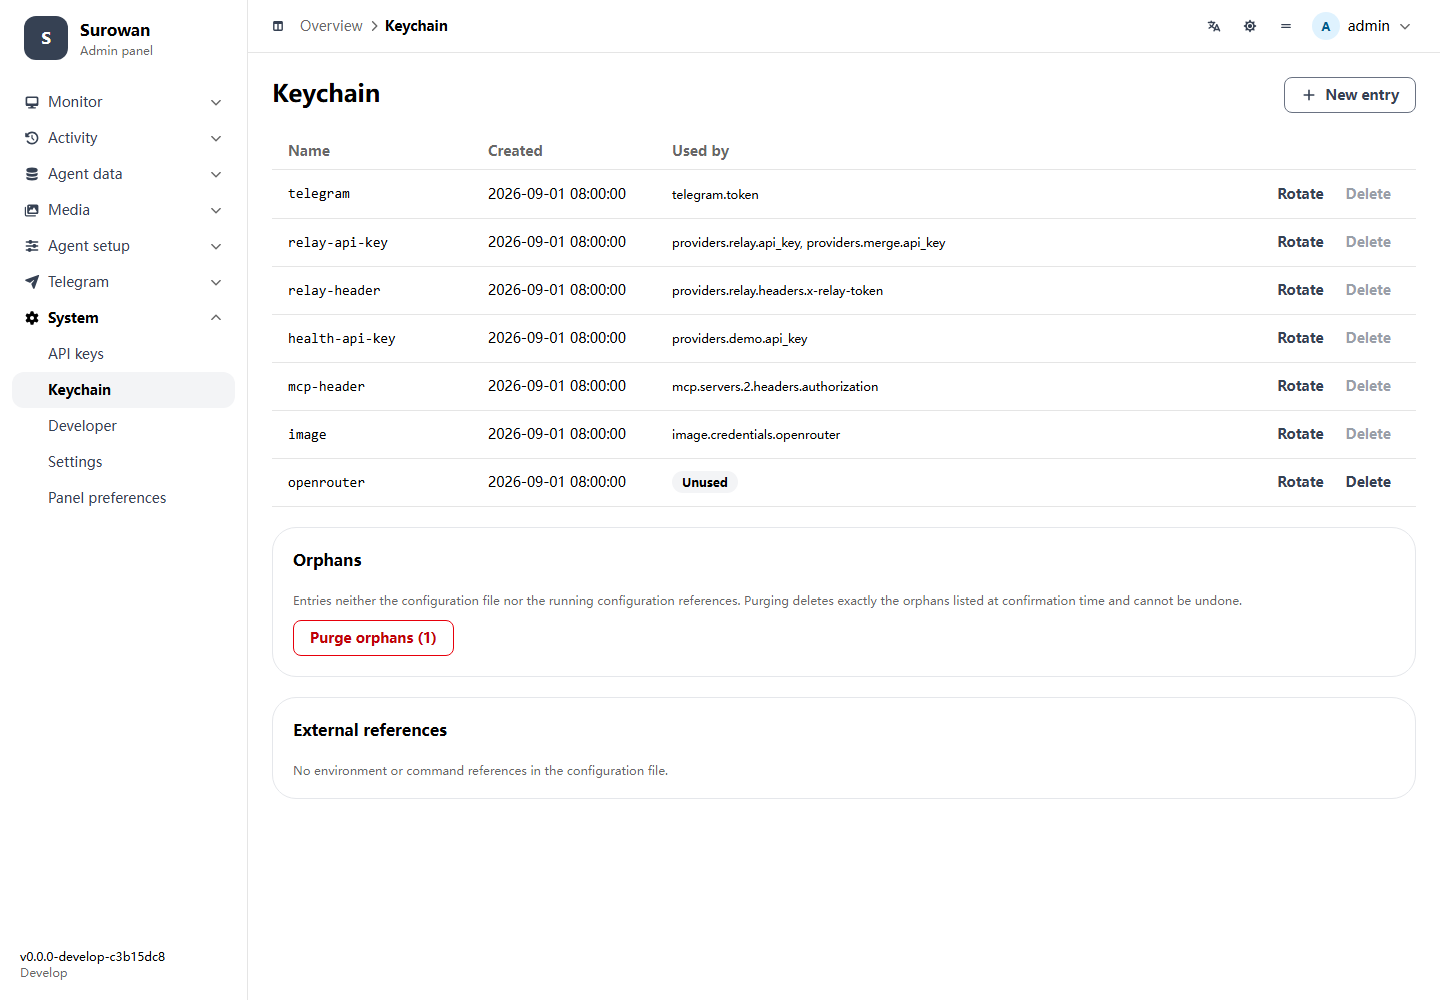 S
Surowan
Admin panel
Monitor
Activity
Agent data
Media
Agent setup
Telegram
System
API keys
Keychain
Developer
Settings
Panel preferences
v0.0.0-develop-c3b15dc8
Develop
Overview > Keychain
A admin
Keychain
+ New entry
Name Created Used by
telegram 2026-09-01 08:00:00 telegram.token Rotate Delete
relay-api-key 2026-09-01 08:00:00 providers.relay.api_key, providers.merge.api_key Rotate Delete
relay-header 2026-09-01 08:00:00 providers.relay.headers.x-relay-token Rotate Delete
health-api-key 2026-09-01 08:00:00 providers.demo.api_key Rotate Delete
mcp-header 2026-09-01 08:00:00 mcp.servers.2.headers.authorization Rotate Delete
image 2026-09-01 08:00:00 image.credentials.openrouter Rotate Delete
openrouter 2026-09-01 08:00:00 Unused Rotate Delete
Orphans
Entries neither the configuration file nor the running configuration references. Purging deletes exactly the orphans listed at confirmation time and cannot be undone.
Purge orphans (1)
External references
No environment or command references in the configuration file.